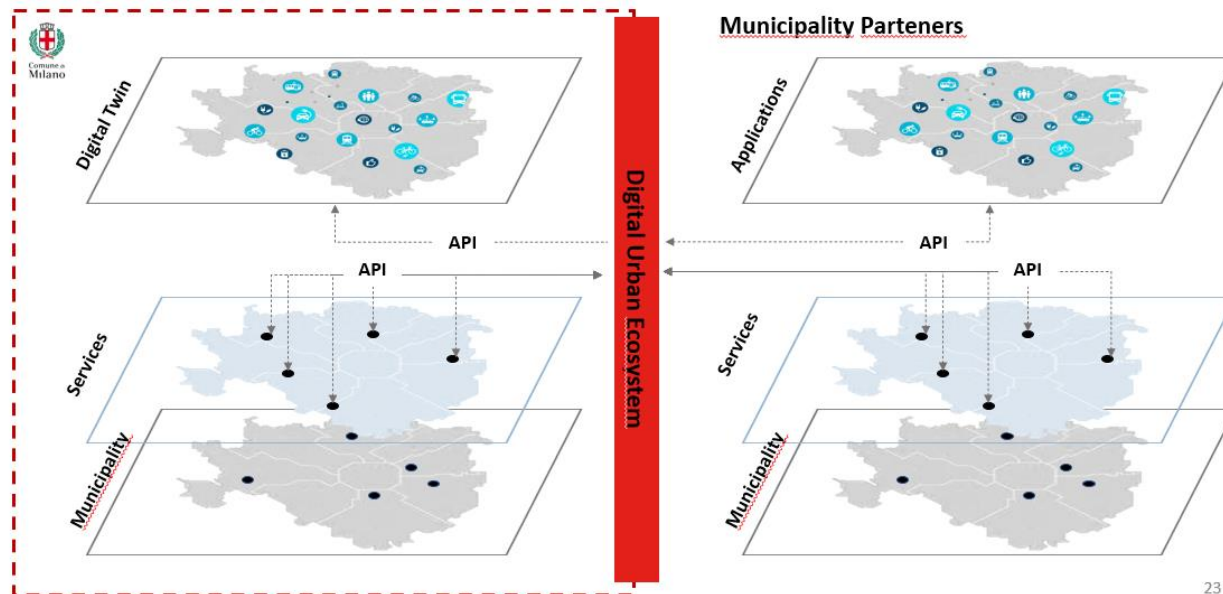 Comune di
Milano
Municipality Parteners
Digital Twin
Applications
Digital Urban Ecosystem
API
API
API
API
Services
Services
Municipality
Municipality
23